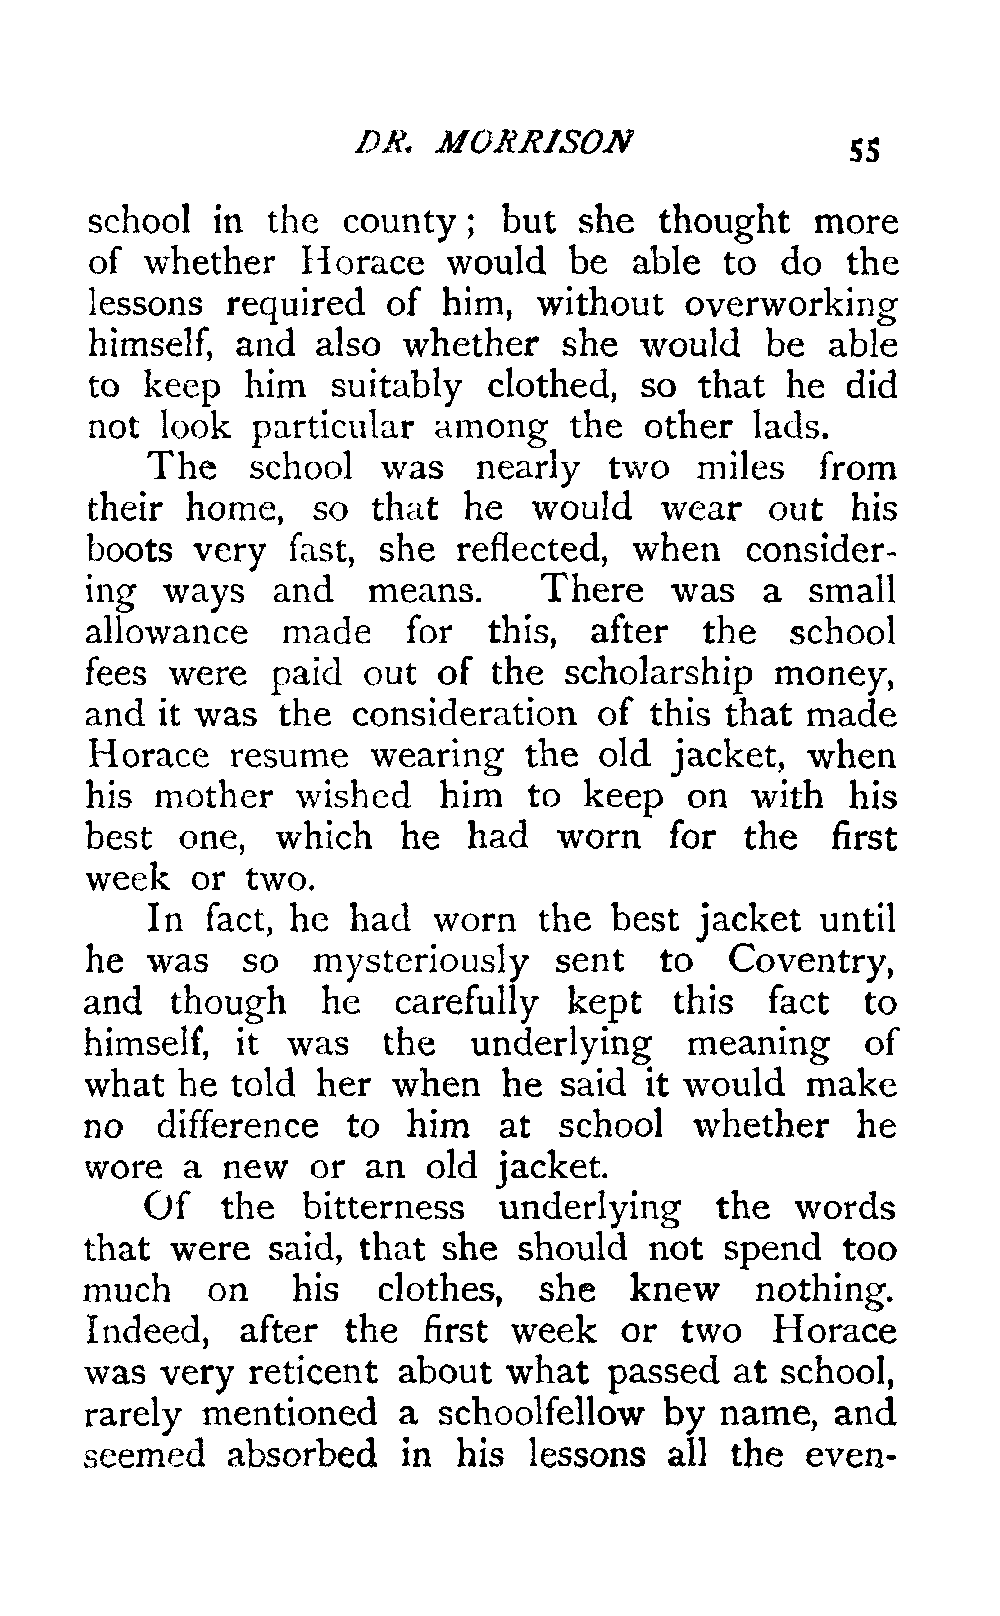 DR. MORRISON 55
school in the county; but she thought more
of whether Horace would be able to do the
lessons required of him, without overworking
himself, and also whether she would be able
to keep him suitably clothed, so that he did
not look particular among the other lads.
The school was nearly two miles from
their home, so that he would wear out his
boots very fast, she reflected, when consider-
ing ways and means. There was a small
allowance made for this, after the school
fees were paid out of the scholarship money,
and it was the consideration of this that made
Horace resume wearing the old jacket, when
his mother wished him to keep on with his
best one, which he had worn for the first
week or two.
In fact, he had worn the best jacket until
he was so mysteriously sent to Coventry,
and though he carefully kept this fact to
himself, it was the underlying meaning of
what he told her when he said it would make
no difference to him at school whether he
wore a new or an old jacket.
Of the bitterness underlying the words
that were said, that she should not spend too
much on his clothes, she knew nothing.
Indeed, after the first week or two Horace
was very reticent about what passed at school,
rarely mentioned a schoolfellow by name, and
seemed absorbed in his lessons all the even-